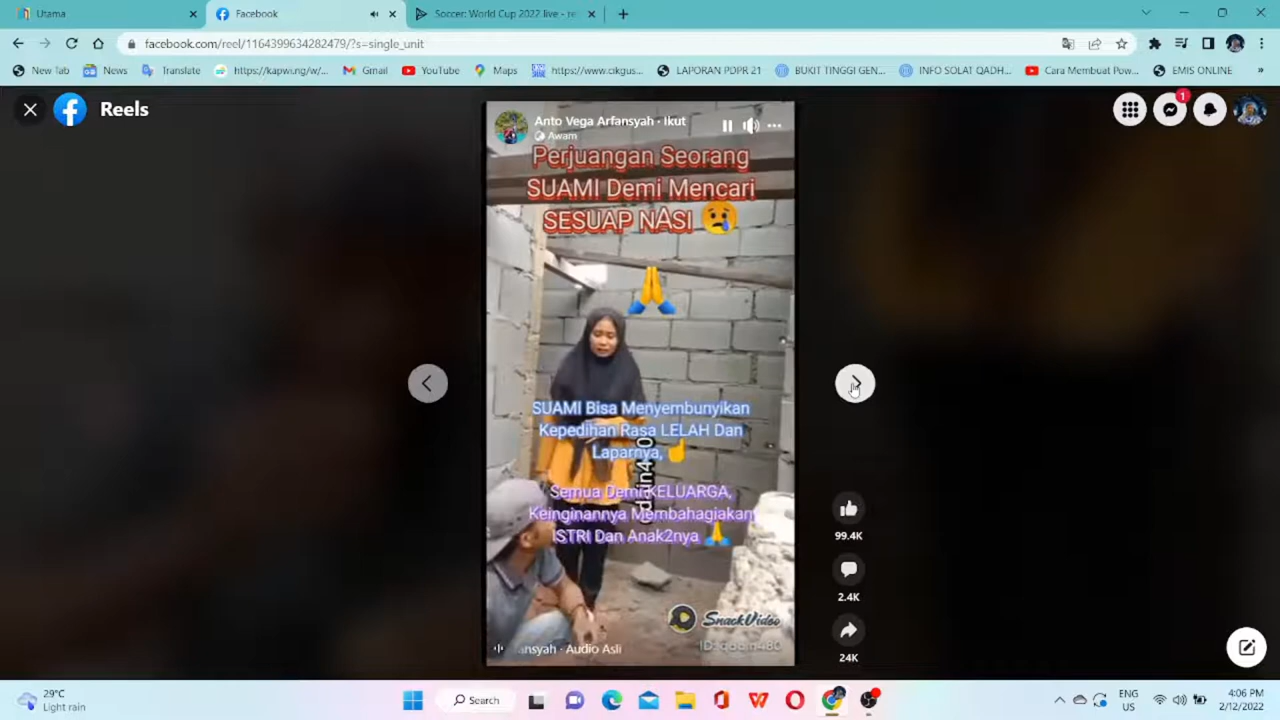 Utama
Facebook
Soccer: World Cup 2022 live - re
facebook.com/reel/1164399634282479/?s=single_unit
New Tab
News
Translate
https://kapwi.ng/w/...
Gmail
YouTube
Maps
https://www.cikgus...
LAPORAN PDPR 21
BUKIT TINGGI GEN...
INFO SOLAT QADH...
Cara Membuat Pow...
EMIS ONLINE
»
Reels
1
Anto Vega Arfansyah · Ikut
Awam
Perjuangan Seorang
SUAMI Demi Mencari
SESUAP NASI 😢
🙏
SUAMI Bisa Menyembunyikan
Kepedihan Rasa LELAH Dan
Laparnya, ☝
Semua Demi KELUARGA,
Keinginannya Membahagiakan
ISTRI Dan Anak2nya 🙏
99.4K
2.4K
24K
SnackVideo
ansyah · Audio Asli
29°C
Light rain
Search
ENG
US
4:06 PM
2/12/2022